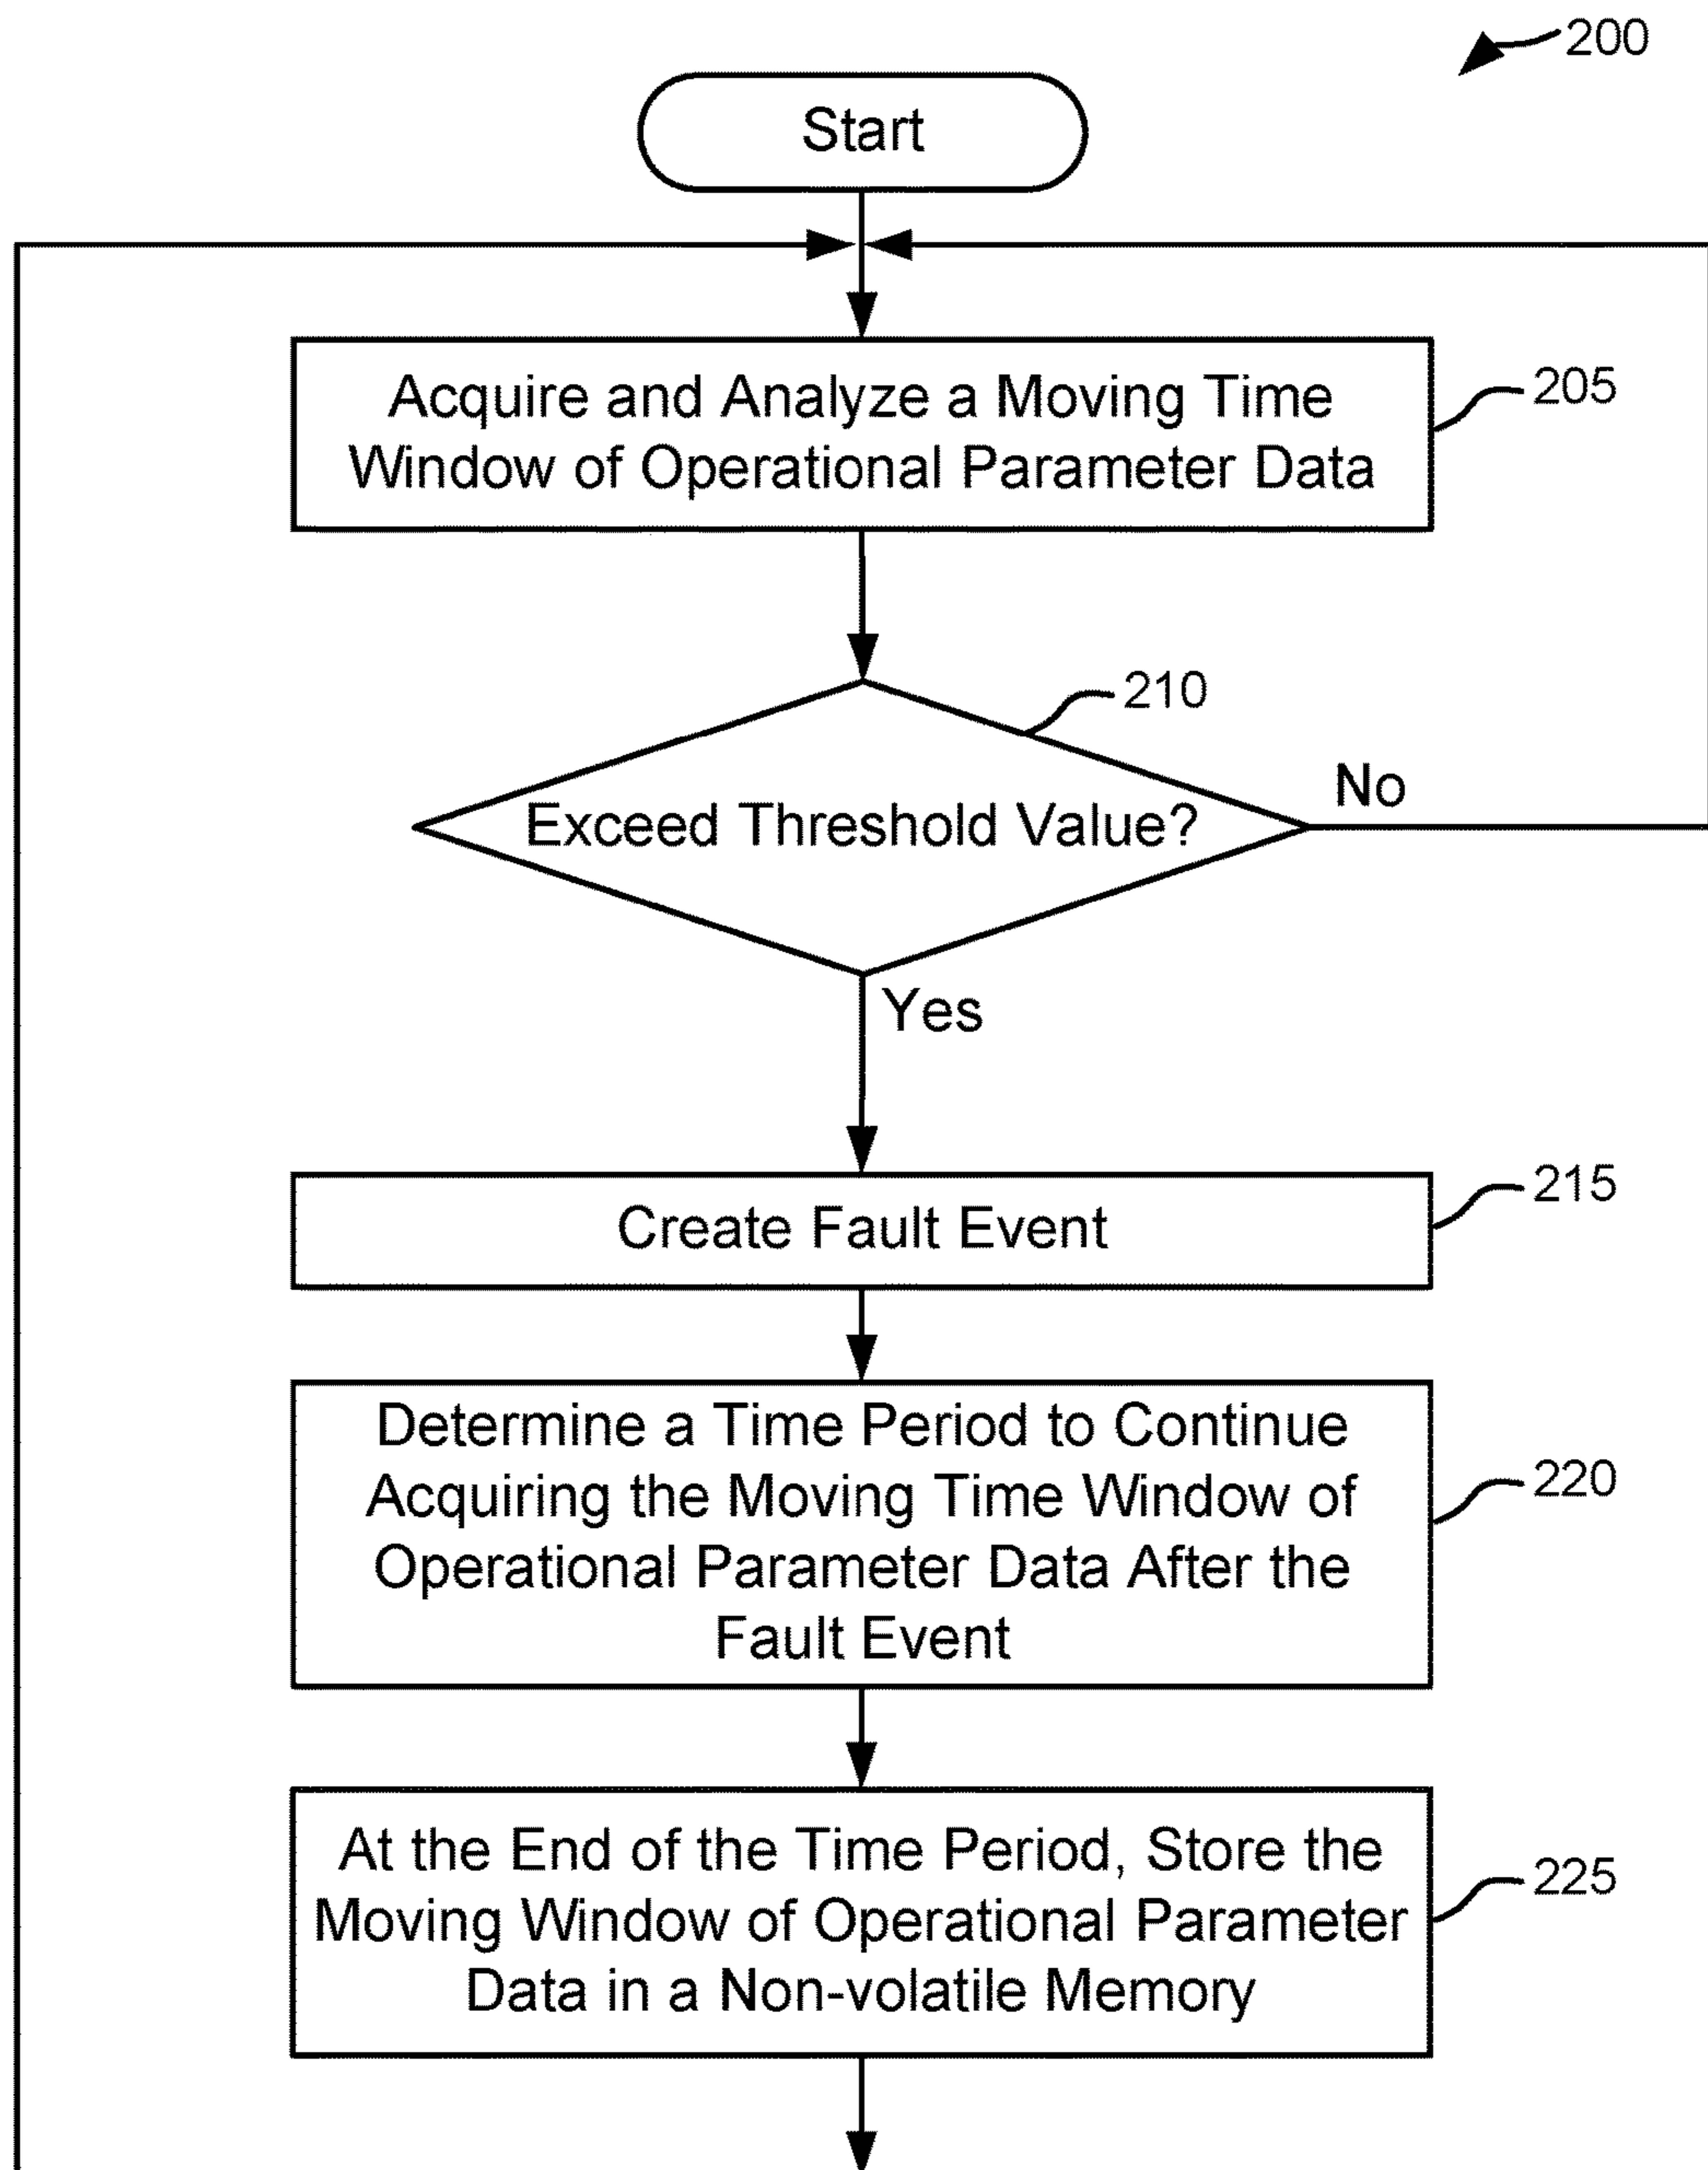 200
Start
Acquire and Analyze a Moving Time
Window of Operational Parameter Data
205
210
Exceed Threshold Value?
No
Yes
Create Fault Event
215
Determine a Time Period to Continue
Acquiring the Moving Time Window of
Operational Parameter Data After the
Fault Event
220
At the End of the Time Period, Store the
Moving Window of Operational Parameter
Data in a Non-volatile Memory
225